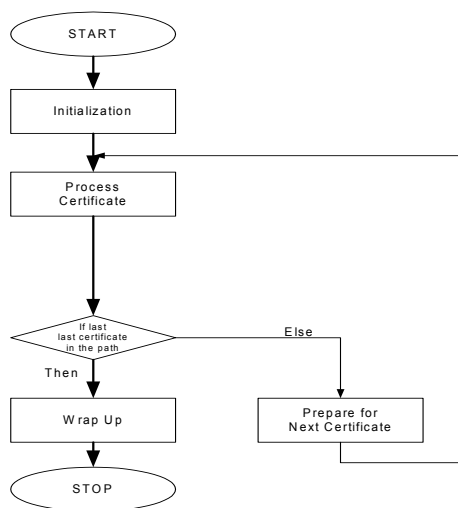 START
Initialization
Process
Certificate
If last
last certificate
in the path
Else
Then
Wrap Up
Prepare for
Next Certificate
STOP